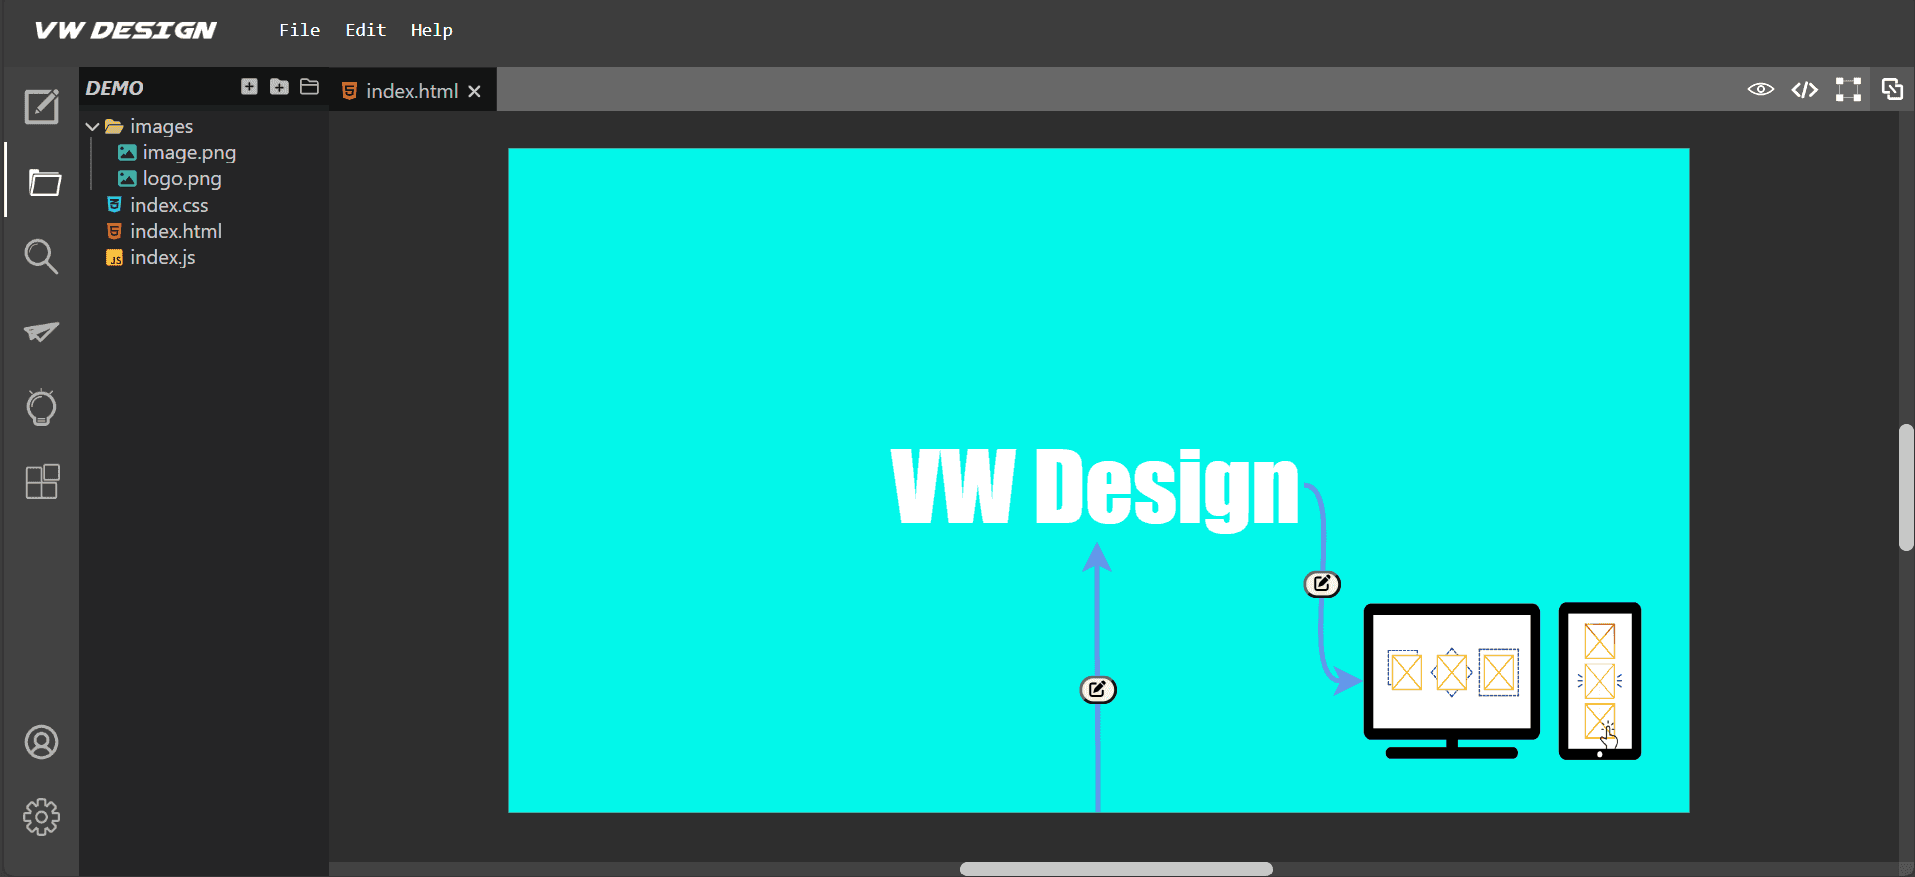 VW DESIGN File Edit Help
DEMO
index.html
images
image.png
logo.png
index.css
index.html
index.js
JS
VW Design